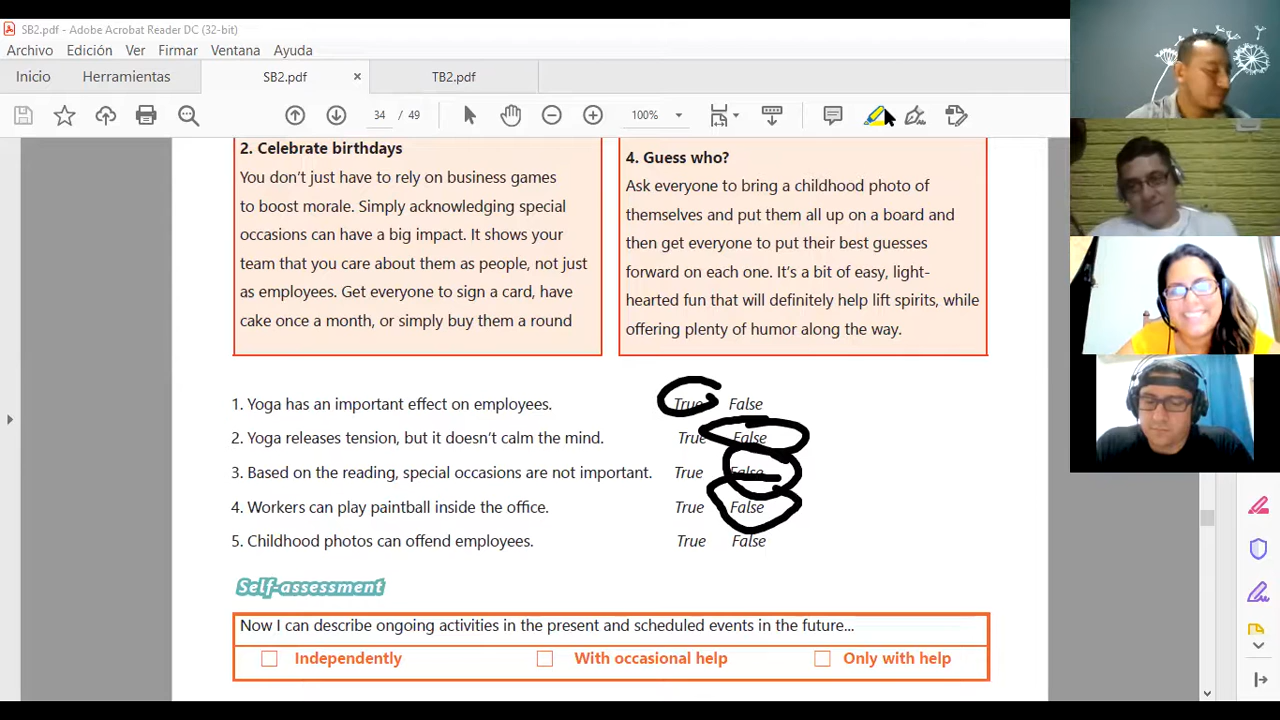 SB2.pdf - Adobe Acrobat Reader DC (32-bit)
Archivo Edición Ver Firmar Ventana Ayuda
Inicio Herramientas SB2.pdf × TB2.pdf
34 / 49 100%
2. Celebrate birthdays
You don't just have to rely on business games
to boost morale. Simply acknowledging special
occasions can have a big impact. It shows your
team that you care about them as people, not just
as employees. Get everyone to sign a card, have
cake once a month, or simply buy them a round
4. Guess who?
Ask everyone to bring a childhood photo of
themselves and put them all up on a board and
then get everyone to put their best guesses
forward on each one. It's a bit of easy, light-
hearted fun that will definitely help lift spirits, while
offering plenty of humor along the way.
1. Yoga has an important effect on employees. True False
2. Yoga releases tension, but it doesn't calm the mind. True False
3. Based on the reading, special occasions are not important. True False
4. Workers can play paintball inside the office. True False
5. Childhood photos can offend employees. True False
Self-assessment
Now I can describe ongoing activities in the present and scheduled events in the future...
Independently With occasional help Only with help